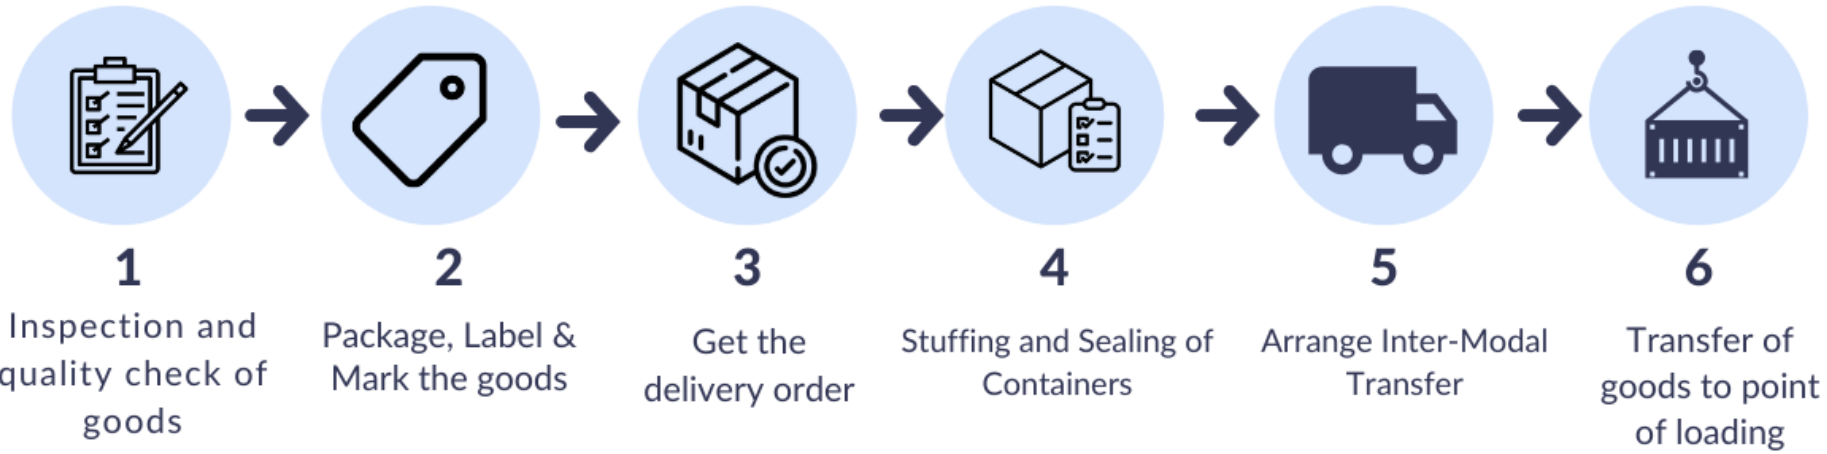 1
Inspection and
quality check of
goods
2
Package, Label &
Mark the goods
3
Get the
delivery order
4
Stuffing and Sealing of
Containers
5
Arrange Inter-Modal
Transfer
6
Transfer of
goods to point
of loading